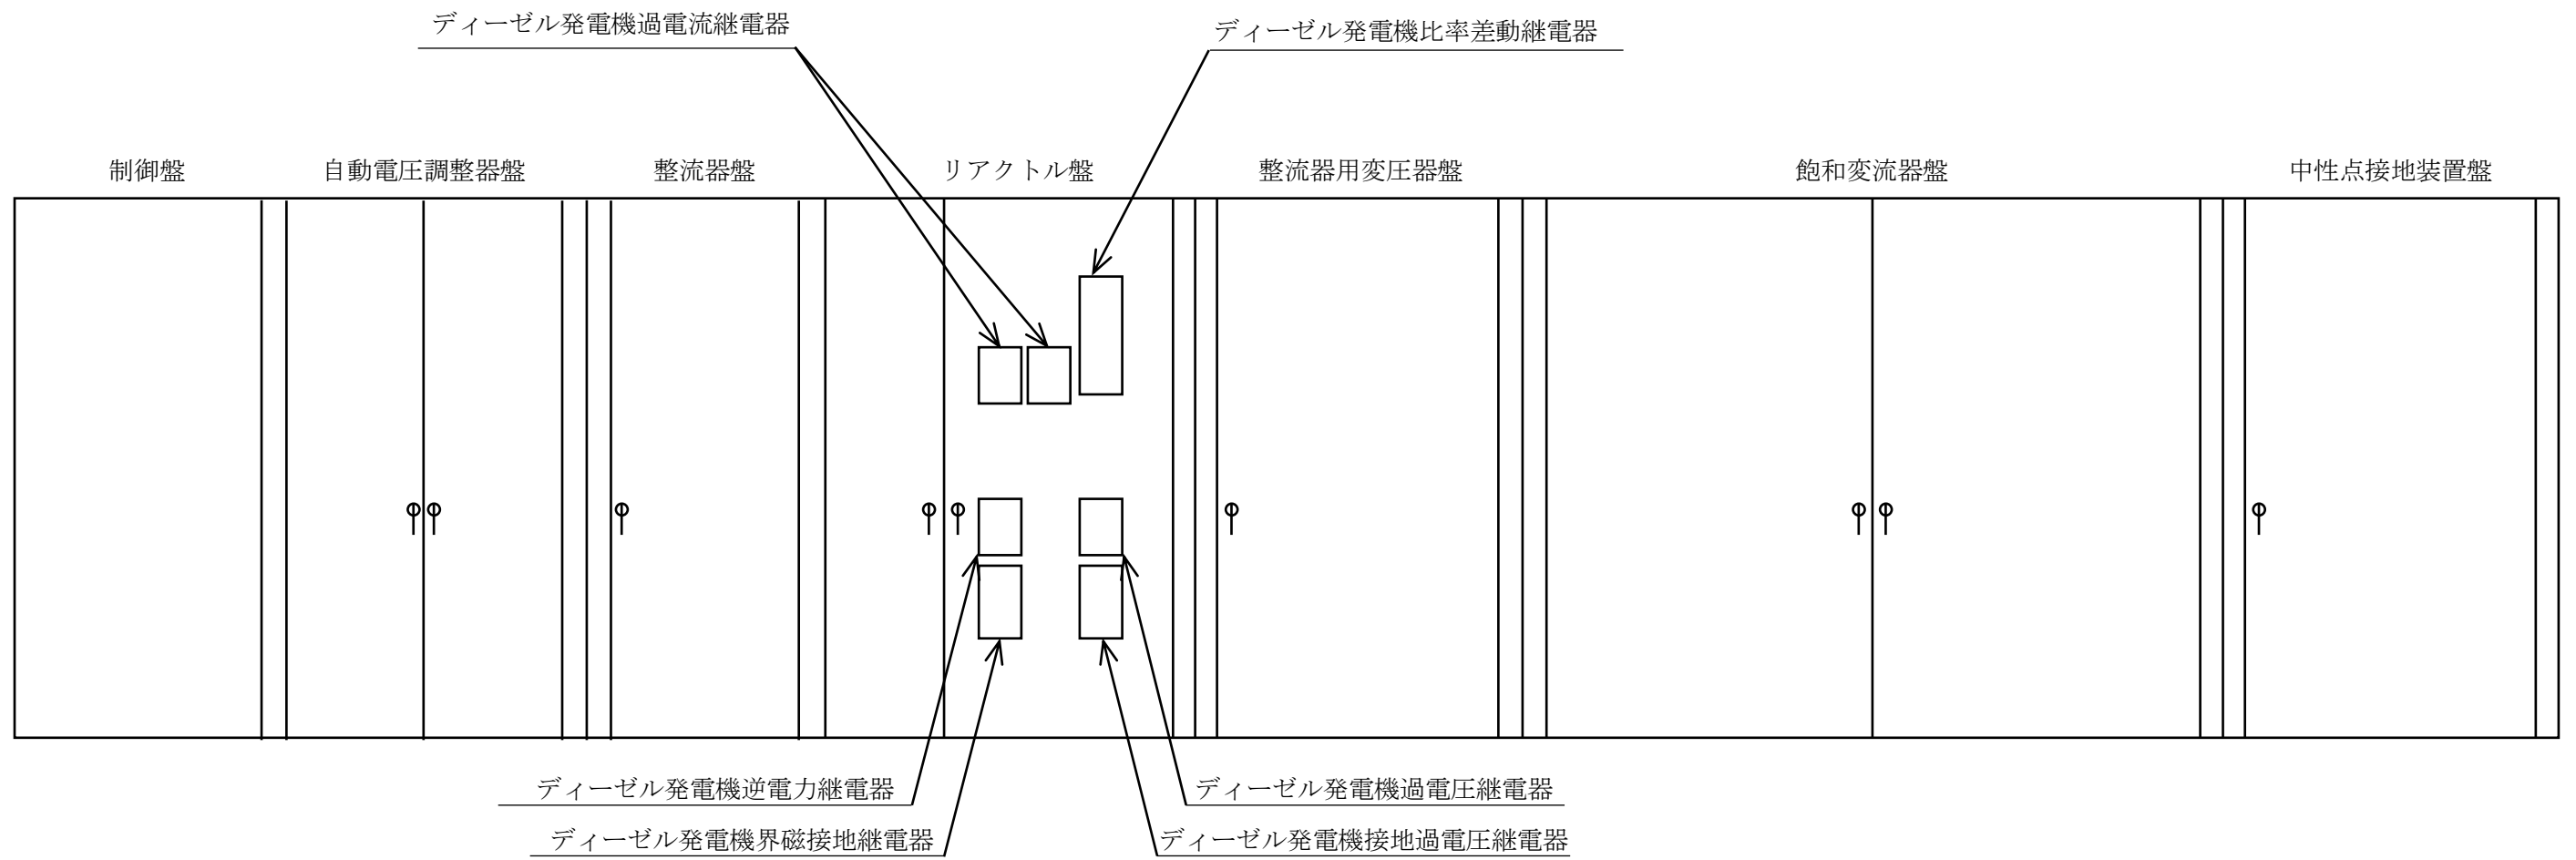 ディーゼル発電機過電流継電器
ディーゼル発電機比率差動継電器
制御盤
自動電圧調整器盤
整流器盤
リアクトル盤
整流器用変圧器盤
飽和変流器盤
中性点接地装置盤
ディーゼル発電機逆電力継電器
ディーゼル発電機過電圧継電器
ディーゼル発電機界磁接地継電器
ディーゼル発電機接地過電圧継電器